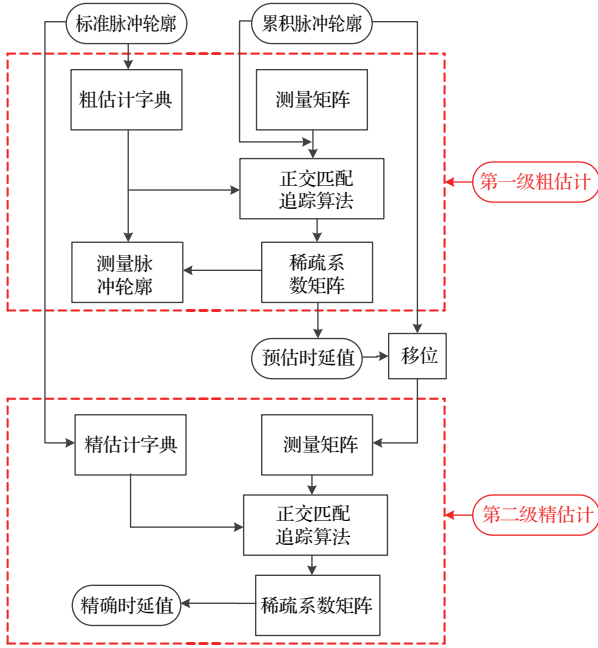 标准脉冲轮廓
累积脉冲轮廓
粗估计字典
测量矩阵
正交匹配
追踪算法
第一级粗估计
测量脉
冲轮廓
稀疏系
数矩阵
预估时延值
移位
精估计字典
测量矩阵
正交匹配
追踪算法
第二级精估计
精确时延值
稀疏系数矩阵